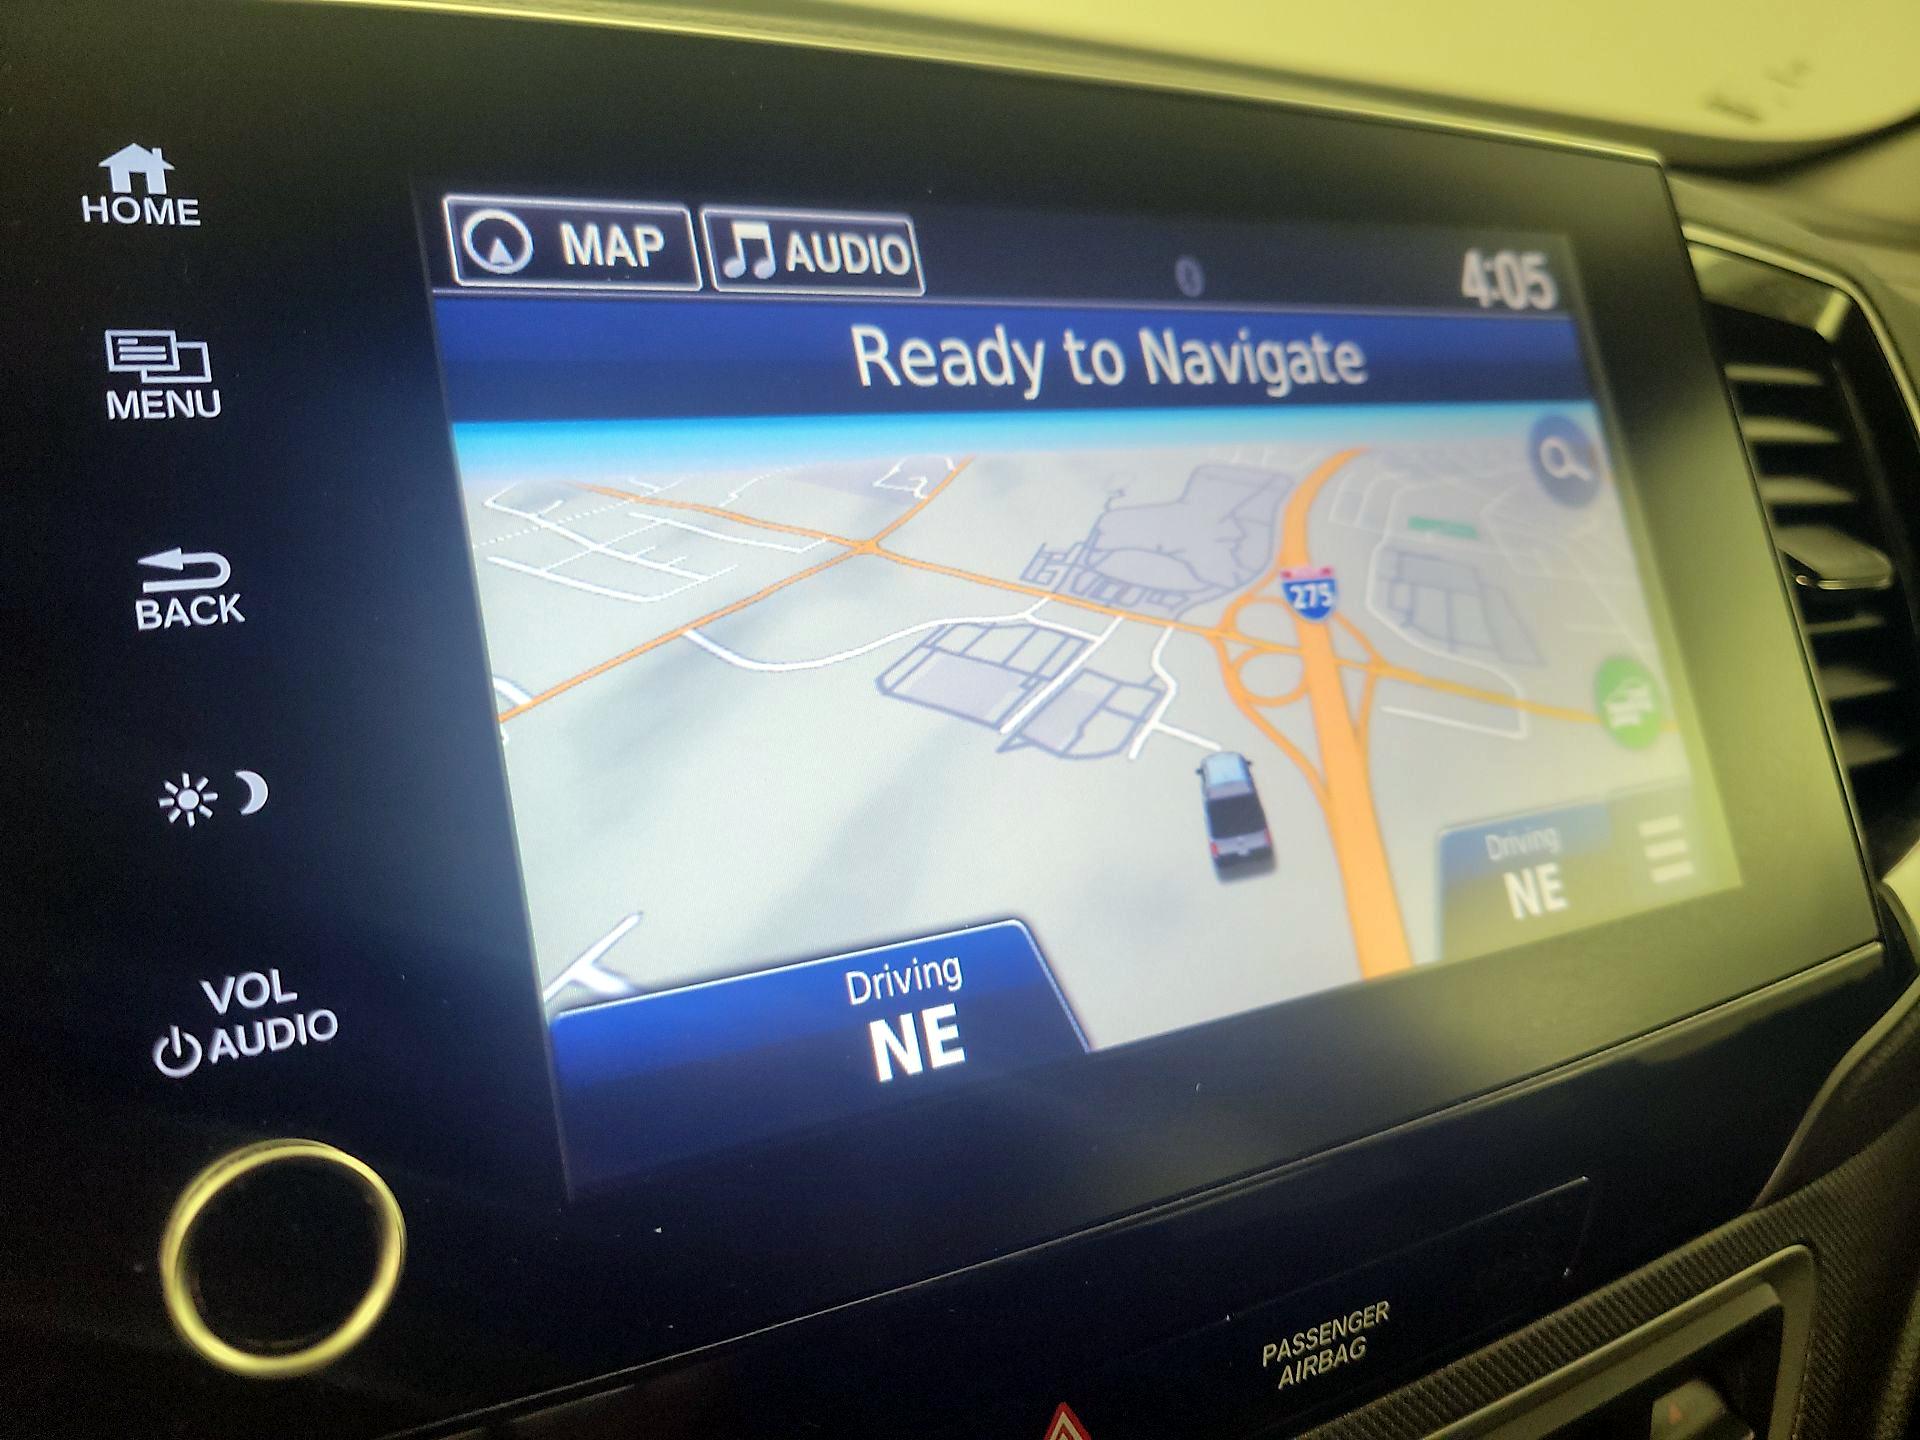 HOME
MAP
AUDIO
4:05
Ready to Navigate
MENU
275
BACK
Driving
NE
Driving
NE
VOL
AUDIO
PASSENGER
AIRBAG